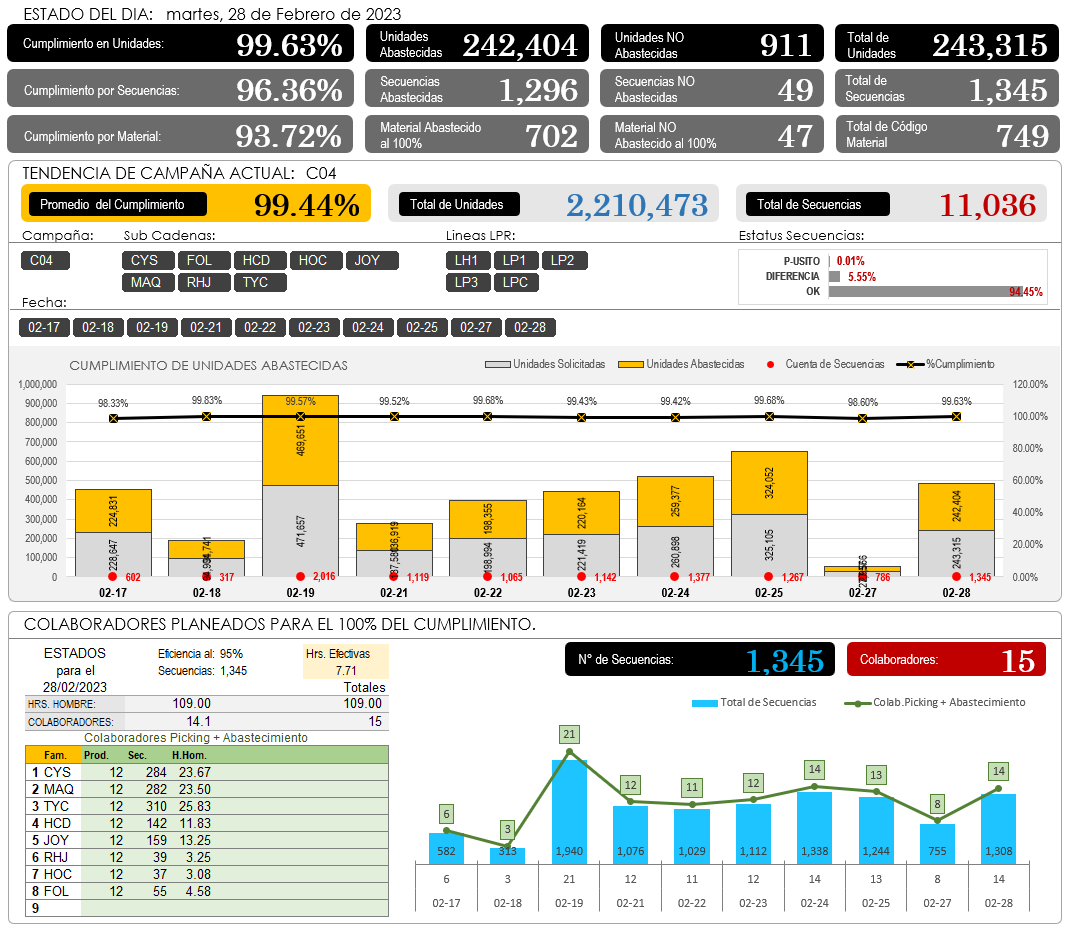 ESTADO DEL DIA: martes, 28 de Febrero de 2023
Cumplimiento en Unidades: 99.63%
Unidades Abastecidas 242,404
Unidades NO Abastecidas 911
Total de Unidades 243,315
Cumplimiento por Secuencias: 96.36%
Secuencias Abastecidas 1,296
Secuencias NO Abastecidas 49
Total de Secuencias 1,345
Cumplimiento por Material: 93.72%
Material Abastecido al 100% 702
Material NO Abastecido al 100% 47
Total de Código Material 749
TENDENCIA DE CAMPAÑA ACTUAL: C04
Promedio del Cumplimiento 99.44%
Total de Unidades 2,210,473
Total de Secuencias 11,036
Campaña: Sub Cadenas: Lineas LPR: Estatus Secuencias:
C04 CYS FOL HCD HOC JOY LH1 LP1 LP2
MAQ RHJ TYC LP3 LPC
P-USITO 0.01%
DIFERENCIA 5.55%
OK 94.45%
Fecha:
02-17 02-18 02-19 02-21 02-22 02-23 02-24 02-25 02-27 02-28
CUMPLIMIENTO DE UNIDADES ABASTECIDAS
Unidades Solicitadas Unidades Abastecidas Cuenta de Secuencias %Cumplimiento
1,000,000
900,000
800,000
700,000
600,000
500,000
400,000
300,000
200,000
100,000
0
120.00%
100.00%
80.00%
60.00%
40.00%
20.00%
0.00%
98.33% 99.83% 99.57% 99.52% 99.68% 99.43% 99.42% 99.68% 98.60% 99.63%
224,831 469,651 198,355 220,164 259,377 324,052 242,404
228,647 471,657 198,994 221,419 260,898 325,105 243,315
602 317 2,016 1,119 1,065 1,142 1,377 1,267 786 1,345
02-17 02-18 02-19 02-21 02-22 02-23 02-24 02-25 02-27 02-28
COLABORADORES PLANEADOS PARA EL 100% DEL CUMPLIMIENTO.
ESTADOS
para el
28/02/2023
Eficiencia al: 95%
Secuencias: 1,345
Hrs. Efectivas
7.71
Totales
HRS. HOMBRE: 109.00 109.00
COLABORADORES: 14.1 15
Colaboradores Picking + Abastecimiento
Fam. Prod. Sec. H.Hom.
1 CYS 12 284 23.67
2 MAQ 12 282 23.50
3 TYC 12 310 25.83
4 HCD 12 142 11.83
5 JOY 12 159 13.25
6 RHJ 12 39 3.25
7 HOC 12 37 3.08
8 FOL 12 55 4.58
9
N° de Secuencias: 1,345
Colaboradores: 15
Total de Secuencias Colab.Picking + Abastecimiento
6 3 21 12 11 12 14 13 8 14
582 313 1,940 1,076 1,029 1,112 1,338 1,244 755 1,308
6 3 21 12 11 12 14 13 8 14
02-17 02-18 02-19 02-21 02-22 02-23 02-24 02-25 02-27 02-28